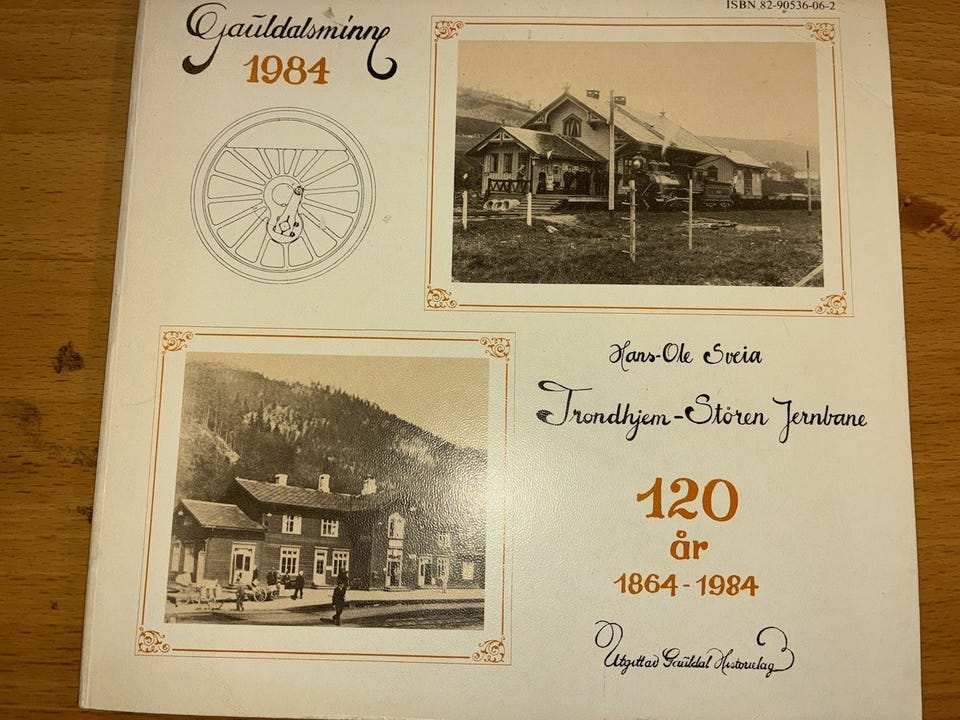 ISBN 82-90536-06-2
Gauldalsminne
1984
Hans-Ole Sveia
Trondhjem-Stören Jernbane
120
år
1864-1984
Utgitt av Gauldal Historielag